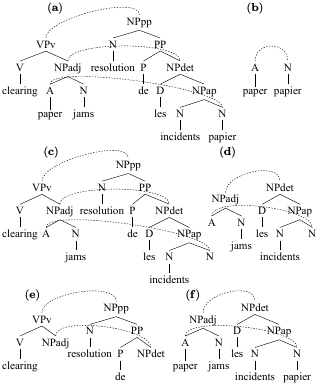 (a) (b)
NPpp
VPv N PP
V NPadj resolution P NPdet A N
clearing A N de D NPap paper papier
paper jams les N N
incidents papier
(c) (d)
NPpp
VPv N PP NPdet
V NPadj resolution P NPdet NPadj D NPap
clearing A N de D NPap A N les N N
jams les N N jams incidents
incidents
(e) (f)
NPpp NPdet
VPv N PP NPadj D NPap
V NPadj resolution P NPdet A N les N N
clearing de paper jams incidents papier